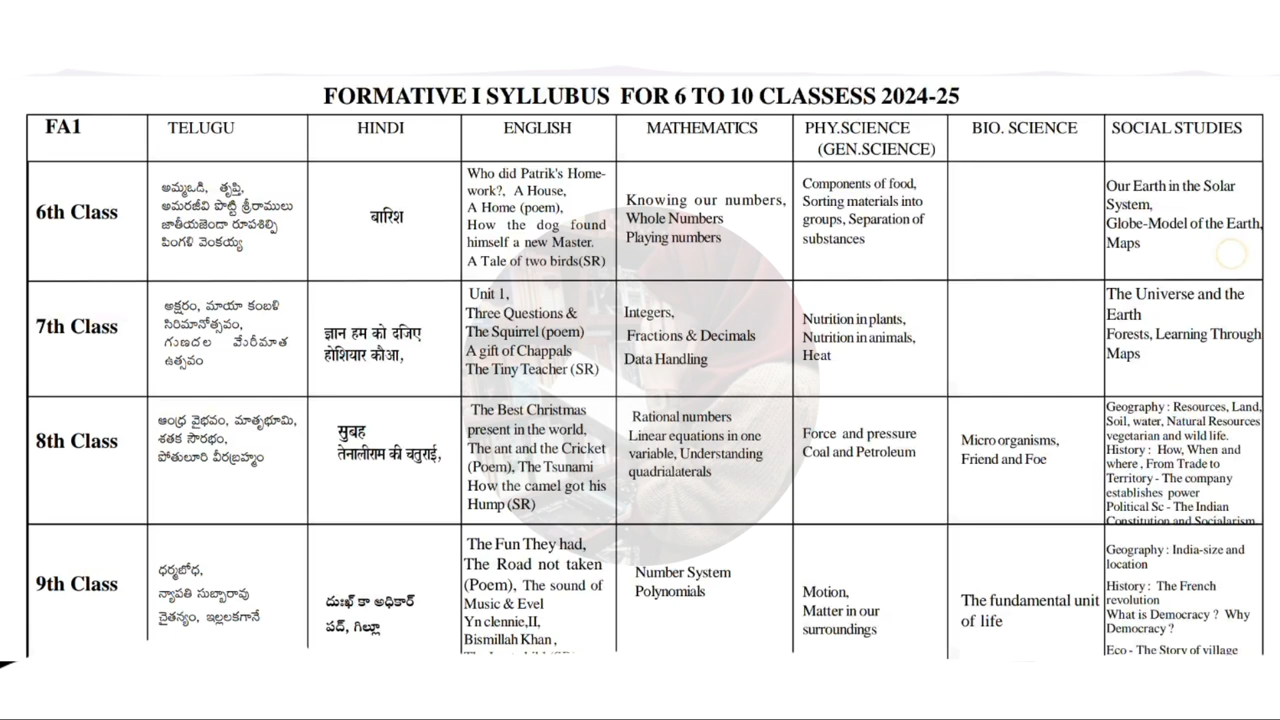 FORMATIVE I SYLLUBUS FOR 6 TO 10 CLASSESS 2024-25
FA1
TELUGU
HINDI
ENGLISH
MATHEMATICS
PHY.SCIENCE
(GEN.SCIENCE)
BIO. SCIENCE
SOCIAL STUDIES
6th Class
అమ్మఒడి, తృప్తి,
అమరజీవి పొట్టి శ్రీరాములు
జాతీయజెండా రూపశిల్పి
పింగళి వెంకయ్య
बारिश
Who did Patrik's Home-
work?, A House,
A Home (poem),
How the dog found
himself a new Master.
A Tale of two birds(SR)
Knowing our numbers,
Whole Numbers
Playing numbers
Components of food,
Sorting materials into
groups, Separation of
substances
Our Earth in the Solar
System,
Globe-Model of the Earth,
Maps
7th Class
అక్షరం, మాయా కంబళి
సిరిమానోత్సవం,
గుణదల మేరీమాత
ఉత్సవం
ज्ञान हम को दजिए
होशियार कौआ,
Unit 1,
Three Questions &
The Squirrel (poem)
A gift of Chappals
The Tiny Teacher (SR)
Integers,
Fractions & Decimals
Data Handling
Nutrition in plants,
Nutrition in animals,
Heat
The Universe and the
Earth
Forests, Learning Through
Maps
8th Class
ఆంధ్ర వైభవం, మాతృభూమి,
శతక సౌరభం,
పోతులూరి వీరబ్రహ్మం
सुबह
तेनालीराम की चतुराई,
The Best Christmas
present in the world,
The ant and the Cricket
(Poem), The Tsunami
How the camel got his
Hump (SR)
Rational numbers
Linear equations in one
variable, Understanding
quadrialaterals
Force and pressure
Coal and Petroleum
Micro organisms,
Friend and Foe
Geography : Resources, Land,
Soil, water, Natural Resources
vegetarian and wild life.
History : How, When and
where , From Trade to
Territory - The company
establishes power
Political Sc - The Indian
Constitution and Socialarism
9th Class
ధర్మబోధ,
న్యాపతి సుబ్బారావు
చైతన్యం, ఇల్లలకగానే
దుఃఖ్ కా అధికార్
పద్, గిల్లూ
The Fun They had,
The Road not taken
(Poem), The sound of
Music & Evel
Yn clennie,II,
Bismillah Khan,
Number System
Polynomials
Motion,
Matter in our
surroundings
The fundamental unit
of life
Geography : India-size and
location
History: The French
revolution
What is Democracy ? Why
Democracy ?
Eco - The Story of village